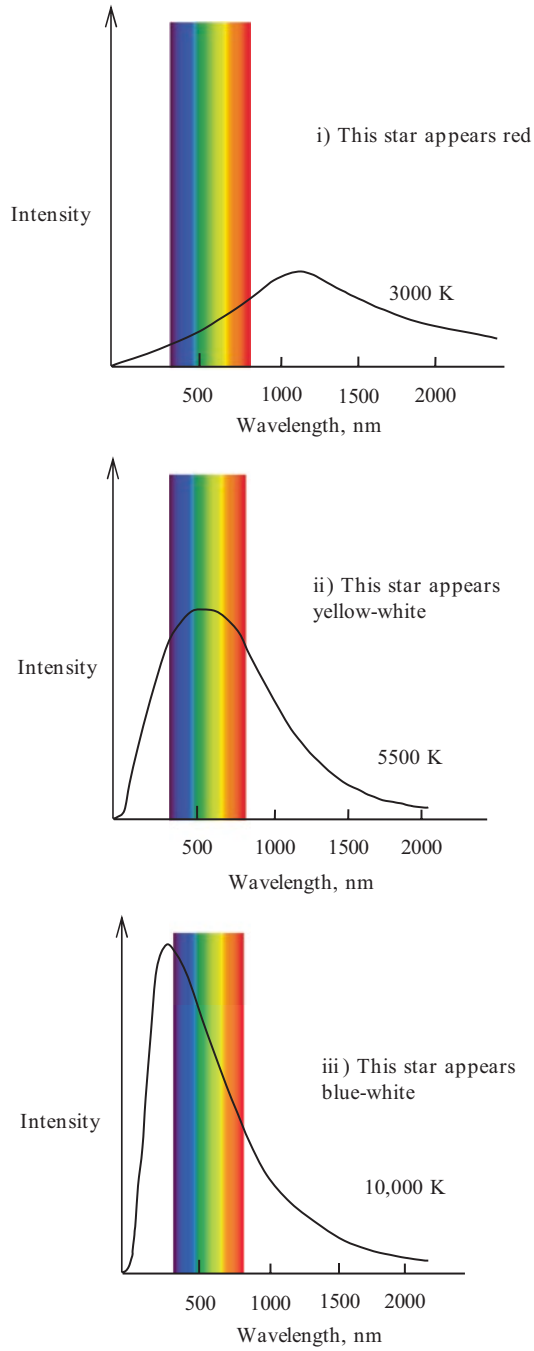 i) This star appears red
Intensity
3000 K
500 1000 1500 2000
Wavelength, nm
ii) This star appears
yellow-white
Intensity
5500 K
500 1000 1500 2000
Wavelength, nm
iii) This star appears
blue-white
Intensity
10,000 K
500 1000 1500 2000
Wavelength, nm